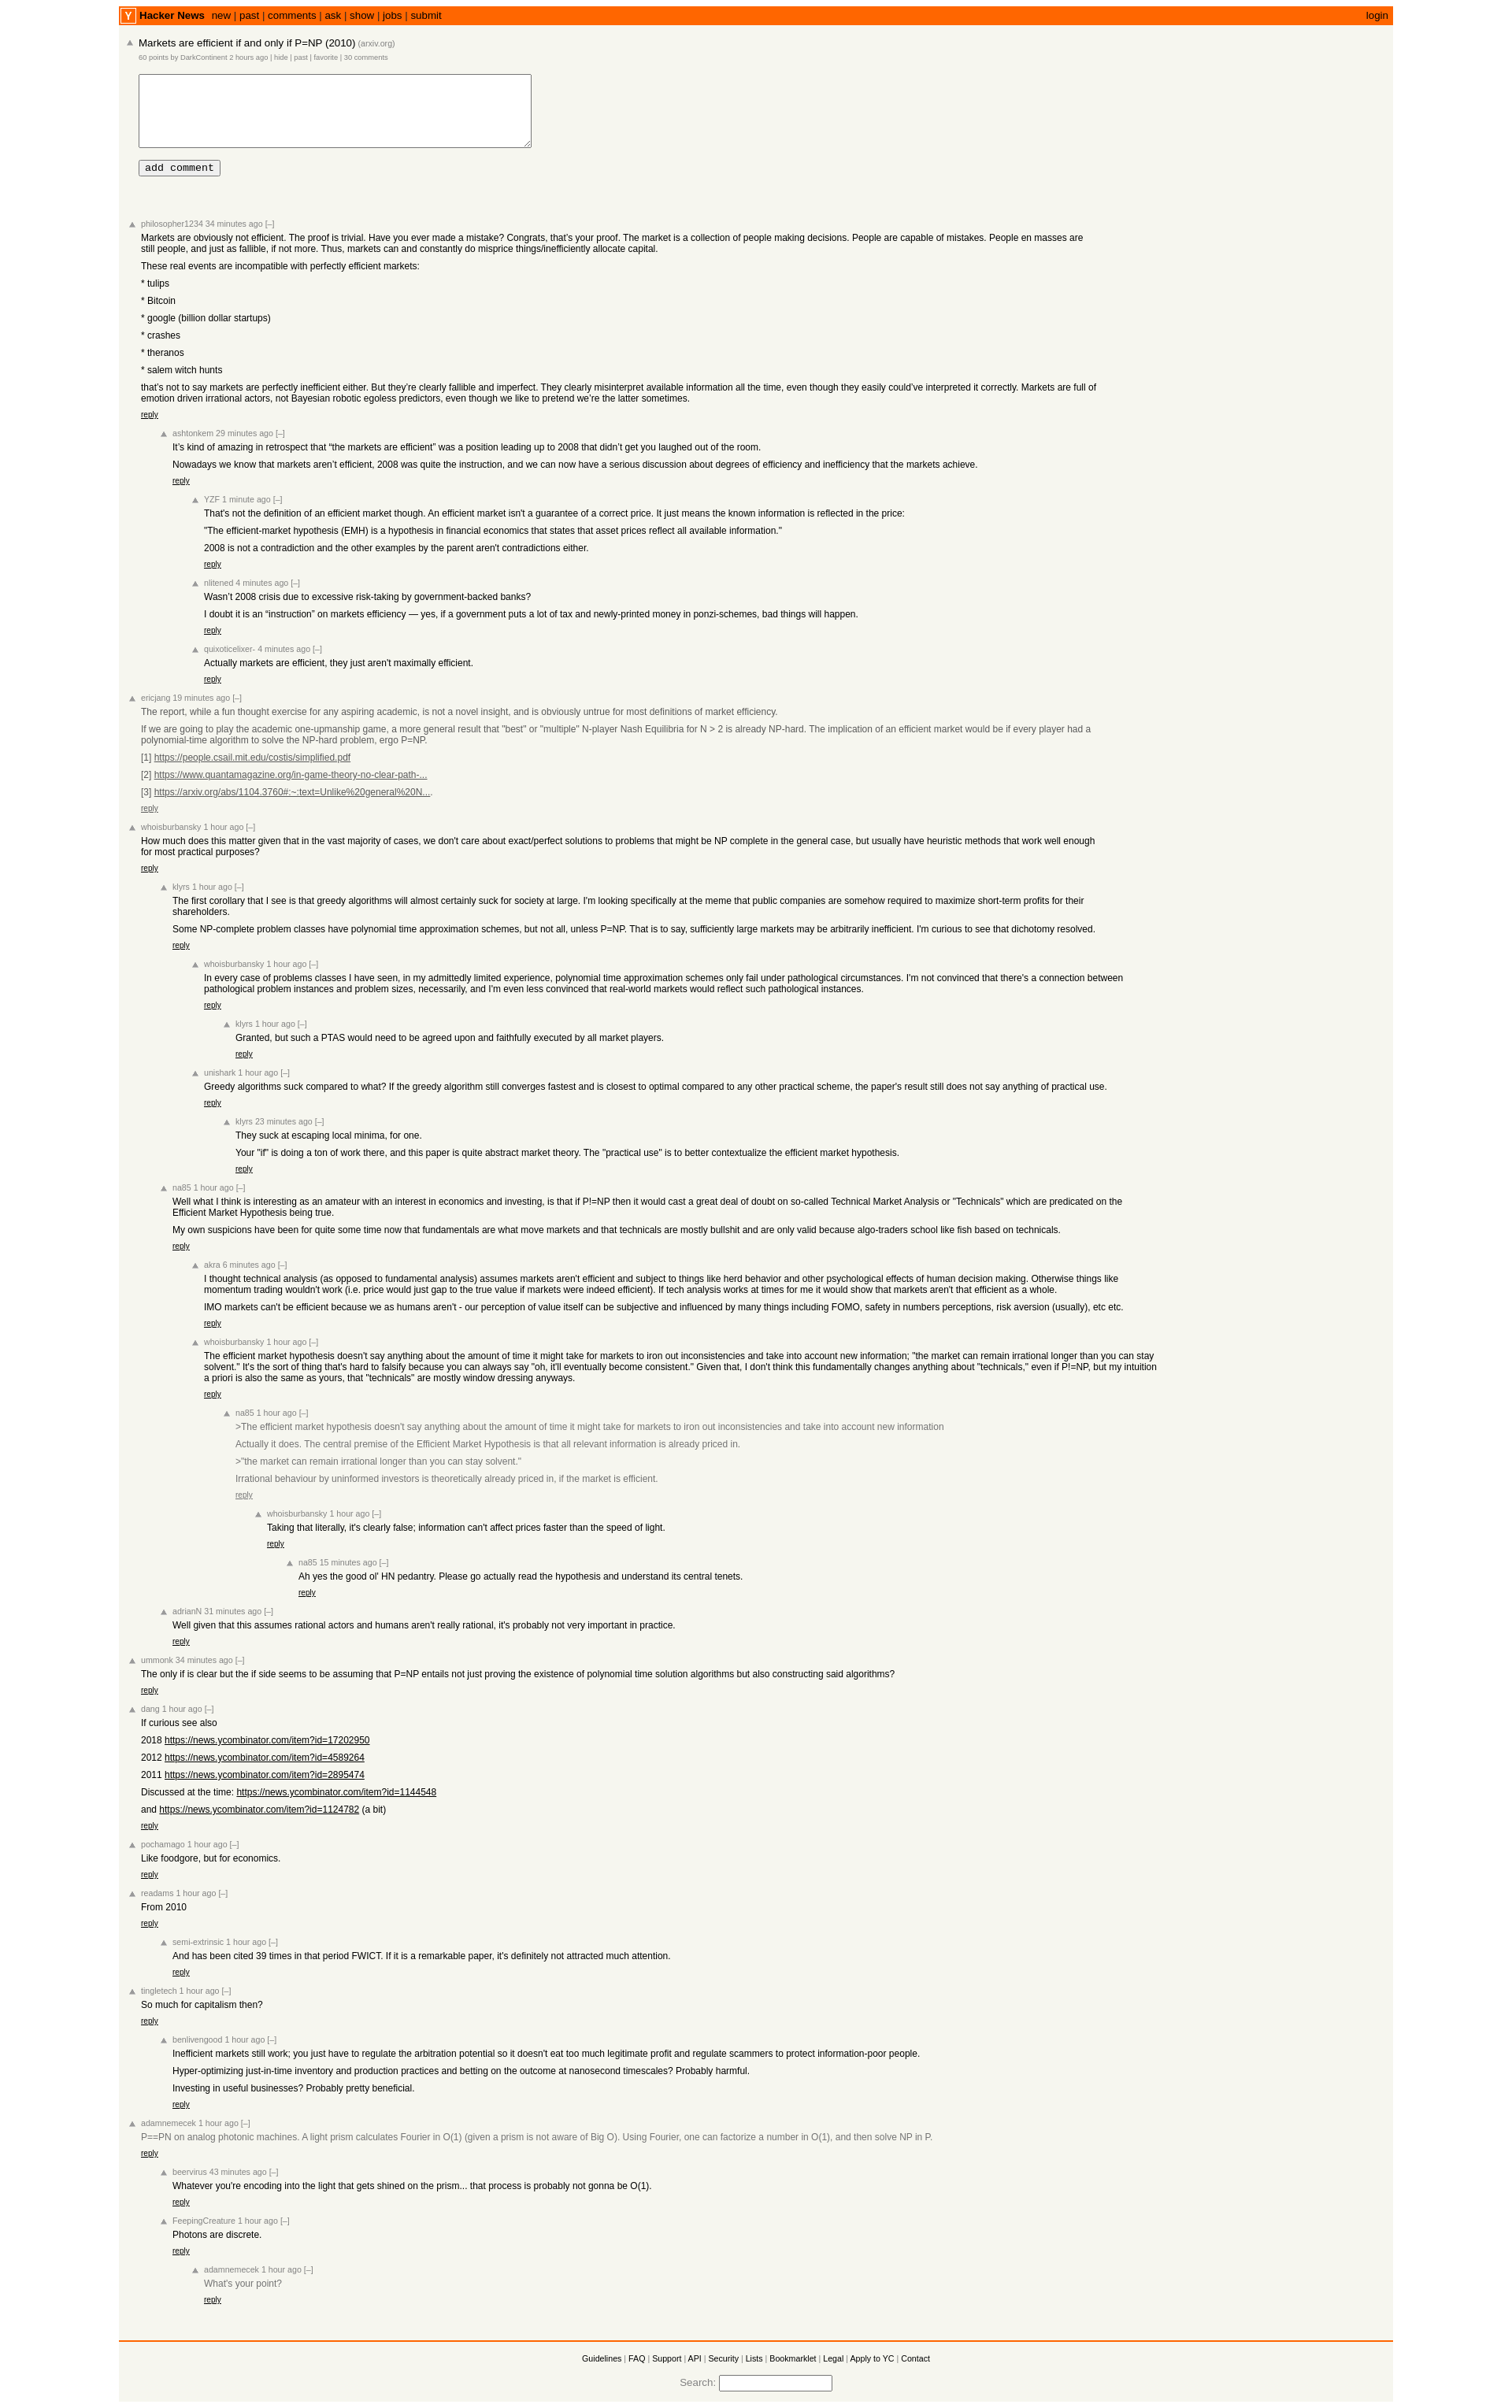 Y Hacker News new | past | comments | ask | show | jobs | submit login
Markets are efficient if and only if P=NP (2010) (arxiv.org)
60 points by DarkContinent 2 hours ago | hide | past | favorite | 30 comments
add comment
philosopher1234 34 minutes ago [–]
Markets are obviously not efficient. The proof is trivial. Have you ever made a mistake? Congrats, that's your proof. The market is a collection of people making decisions. People are capable of mistakes. People en masses are
still people, and just as fallible, if not more. Thus, markets can and constantly do misprice things/inefficiently allocate capital.
These real events are incompatible with perfectly efficient markets:
* tulips
* Bitcoin
* google (billion dollar startups)
* crashes
* theranos
* salem witch hunts
that's not to say markets are perfectly inefficient either. But they're clearly fallible and imperfect. They clearly misinterpret available information all the time, even though they easily could've interpreted it correctly. Markets are full of
emotion driven irrational actors, not Bayesian robotic egoless predictors, even though we like to pretend we're the latter sometimes.
reply
ashtonkem 29 minutes ago [–]
It's kind of amazing in retrospect that “the markets are efficient” was a position leading up to 2008 that didn't get you laughed out of the room.
Nowadays we know that markets aren't efficient, 2008 was quite the instruction, and we can now have a serious discussion about degrees of efficiency and inefficiency that the markets achieve.
reply
YZF 1 minute ago [–]
That's not the definition of an efficient market though. An efficient market isn't a guarantee of a correct price. It just means the known information is reflected in the price:
"The efficient-market hypothesis (EMH) is a hypothesis in financial economics that states that asset prices reflect all available information."
2008 is not a contradiction and the other examples by the parent aren't contradictions either.
reply
nlitened 4 minutes ago [–]
Wasn't 2008 crisis due to excessive risk-taking by government-backed banks?
I doubt it is an “instruction” on markets efficiency — yes, if a government puts a lot of tax and newly-printed money in ponzi-schemes, bad things will happen.
reply
quixoticelixer- 4 minutes ago [–]
Actually markets are efficient, they just aren't maximally efficient.
reply
ericjang 19 minutes ago [–]
The report, while a fun thought exercise for any aspiring academic, is not a novel insight, and is obviously untrue for most definitions of market efficiency.
If we are going to play the academic one-upmanship game, a more general result that "best" or "multiple" N-player Nash Equilibria for N > 2 is already NP-hard. The implication of an efficient market would be if every player had a
polynomial-time algorithm to solve the NP-hard problem, ergo P=NP.
[1] https://people.csail.mit.edu/costis/simplified.pdf
[2] https://www.quantamagazine.org/in-game-theory-no-clear-path-...
[3] https://arxiv.org/abs/1104.3760#:~:text=Unlike%20general%20N....
reply
whoisburbansky 1 hour ago [–]
How much does this matter given that in the vast majority of cases, we don't care about exact/perfect solutions to problems that might be NP complete in the general case, but usually have heuristic methods that work well enough
for most practical purposes?
reply
klyrs 1 hour ago [–]
The first corollary that I see is that greedy algorithms will almost certainly suck for society at large. I'm looking specifically at the meme that public companies are somehow required to maximize short-term profits for their
shareholders.
Some NP-complete problem classes have polynomial time approximation schemes, but not all, unless P=NP. That is to say, sufficiently large markets may be arbitrarily inefficient. I'm curious to see that dichotomy resolved.
reply
whoisburbansky 1 hour ago [–]
In every case of problems classes I have seen, in my admittedly limited experience, polynomial time approximation schemes only fail under pathological circumstances. I'm not convinced that there's a connection between
pathological problem instances and problem sizes, necessarily, and I'm even less convinced that real-world markets would reflect such pathological instances.
reply
klyrs 1 hour ago [–]
Granted, but such a PTAS would need to be agreed upon and faithfully executed by all market players.
reply
unishark 1 hour ago [–]
Greedy algorithms suck compared to what? If the greedy algorithm still converges fastest and is closest to optimal compared to any other practical scheme, the paper's result still does not say anything of practical use.
reply
klyrs 23 minutes ago [–]
They suck at escaping local minima, for one.
Your "if" is doing a ton of work there, and this paper is quite abstract market theory. The "practical use" is to better contextualize the efficient market hypothesis.
reply
na85 1 hour ago [–]
Well what I think is interesting as an amateur with an interest in economics and investing, is that if P!=NP then it would cast a great deal of doubt on so-called Technical Market Analysis or "Technicals" which are predicated on the
Efficient Market Hypothesis being true.
My own suspicions have been for quite some time now that fundamentals are what move markets and that technicals are mostly bullshit and are only valid because algo-traders school like fish based on technicals.
reply
akra 6 minutes ago [–]
I thought technical analysis (as opposed to fundamental analysis) assumes markets aren't efficient and subject to things like herd behavior and other psychological effects of human decision making. Otherwise things like
momentum trading wouldn't work (i.e. price would just gap to the true value if markets were indeed efficient). If tech analysis works at times for me it would show that markets aren't that efficient as a whole.
IMO markets can't be efficient because we as humans aren't - our perception of value itself can be subjective and influenced by many things including FOMO, safety in numbers perceptions, risk aversion (usually), etc etc.
reply
whoisburbansky 1 hour ago [–]
The efficient market hypothesis doesn't say anything about the amount of time it might take for markets to iron out inconsistencies and take into account new information; "the market can remain irrational longer than you can stay
solvent." It's the sort of thing that's hard to falsify because you can always say "oh, it'll eventually become consistent." Given that, I don't think this fundamentally changes anything about "technicals," even if P!=NP, but my intuition
a priori is also the same as yours, that "technicals" are mostly window dressing anyways.
reply
na85 1 hour ago [–]
>The efficient market hypothesis doesn't say anything about the amount of time it might take for markets to iron out inconsistencies and take into account new information
Actually it does. The central premise of the Efficient Market Hypothesis is that all relevant information is already priced in.
>"the market can remain irrational longer than you can stay solvent."
Irrational behaviour by uninformed investors is theoretically already priced in, if the market is efficient.
reply
whoisburbansky 1 hour ago [–]
Taking that literally, it's clearly false; information can't affect prices faster than the speed of light.
reply
na85 15 minutes ago [–]
Ah yes the good ol' HN pedantry. Please go actually read the hypothesis and understand its central tenets.
reply
adrianN 31 minutes ago [–]
Well given that this assumes rational actors and humans aren't really rational, it's probably not very important in practice.
reply
ummonk 34 minutes ago [–]
The only if is clear but the if side seems to be assuming that P=NP entails not just proving the existence of polynomial time solution algorithms but also constructing said algorithms?
reply
dang 1 hour ago [–]
If curious see also
2018 https://news.ycombinator.com/item?id=17202950
2012 https://news.ycombinator.com/item?id=4589264
2011 https://news.ycombinator.com/item?id=2895474
Discussed at the time: https://news.ycombinator.com/item?id=1144548
and https://news.ycombinator.com/item?id=1124782 (a bit)
reply
pochamago 1 hour ago [–]
Like foodgore, but for economics.
reply
readams 1 hour ago [–]
From 2010
reply
semi-extrinsic 1 hour ago [–]
And has been cited 39 times in that period FWICT. If it is a remarkable paper, it's definitely not attracted much attention.
reply
tingletech 1 hour ago [–]
So much for capitalism then?
reply
benlivengood 1 hour ago [–]
Inefficient markets still work; you just have to regulate the arbitration potential so it doesn't eat too much legitimate profit and regulate scammers to protect information-poor people.
Hyper-optimizing just-in-time inventory and production practices and betting on the outcome at nanosecond timescales? Probably harmful.
Investing in useful businesses? Probably pretty beneficial.
reply
adamnemecek 1 hour ago [–]
P==PN on analog photonic machines. A light prism calculates Fourier in O(1) (given a prism is not aware of Big O). Using Fourier, one can factorize a number in O(1), and then solve NP in P.
reply
beervirus 43 minutes ago [–]
Whatever you're encoding into the light that gets shined on the prism... that process is probably not gonna be O(1).
reply
FeepingCreature 1 hour ago [–]
Photons are discrete.
reply
adamnemecek 1 hour ago [–]
What's your point?
reply
Guidelines | FAQ | Support | API | Security | Lists | Bookmarklet | Legal | Apply to YC | Contact
Search: